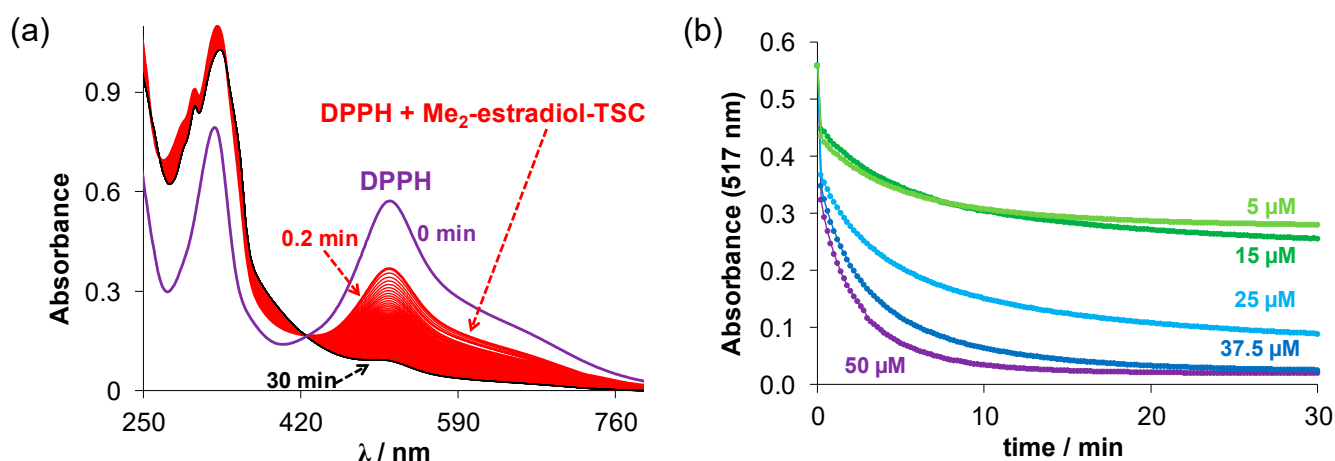 (a)
Absorbance
0.9
0.6
0.3
0
DPPH + Me₂-estradiol-TSC
DPPH
0.2 min
0 min
30 min
250
420
590
760
λ / nm
(b)
Absorbance (517 nm)
0.6
0.5
0.4
0.3
0.2
0.1
0.0
5 µM
15 µM
25 µM
37.5 µM
50 µM
0
10
20
30
time / min